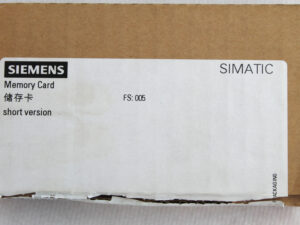 SIEMENS
SIMATIC
Memory Card
储存卡
FS: 005
short version